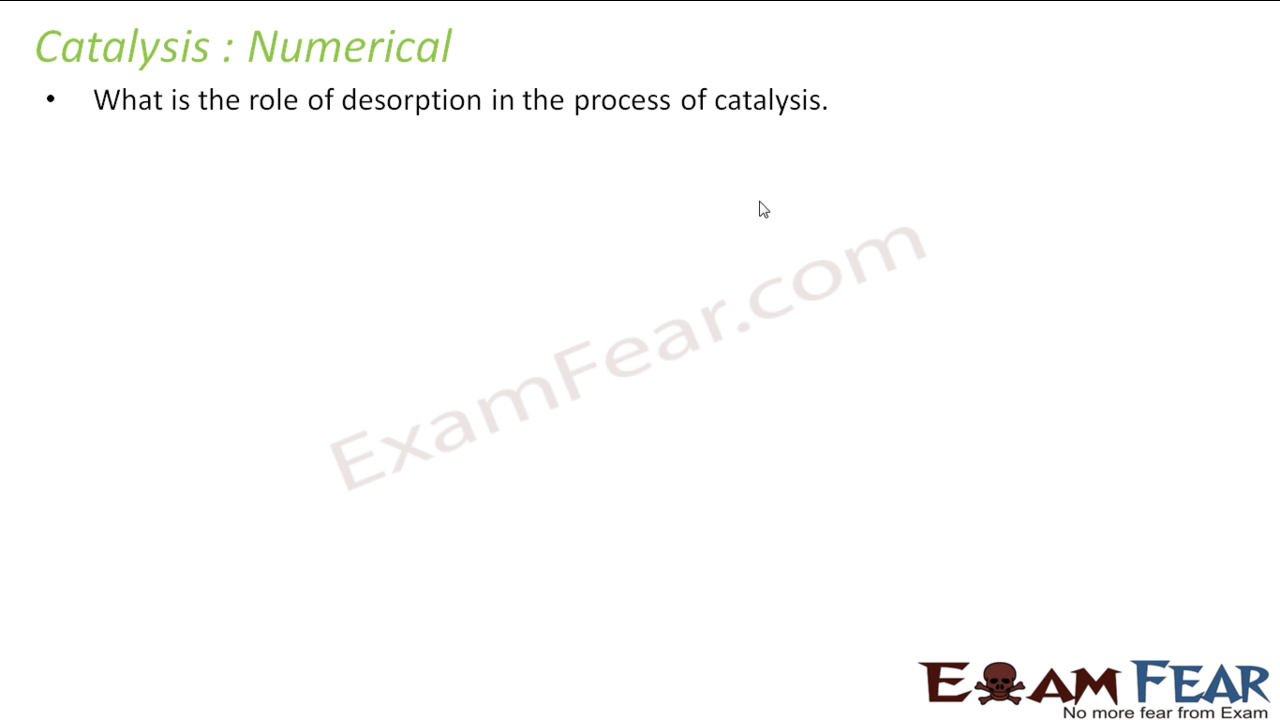 Catalysis : Numerical
• What is the role of desorption in the process of catalysis.
ExamFear.com
EXAM FEAR
No more fear from Exam